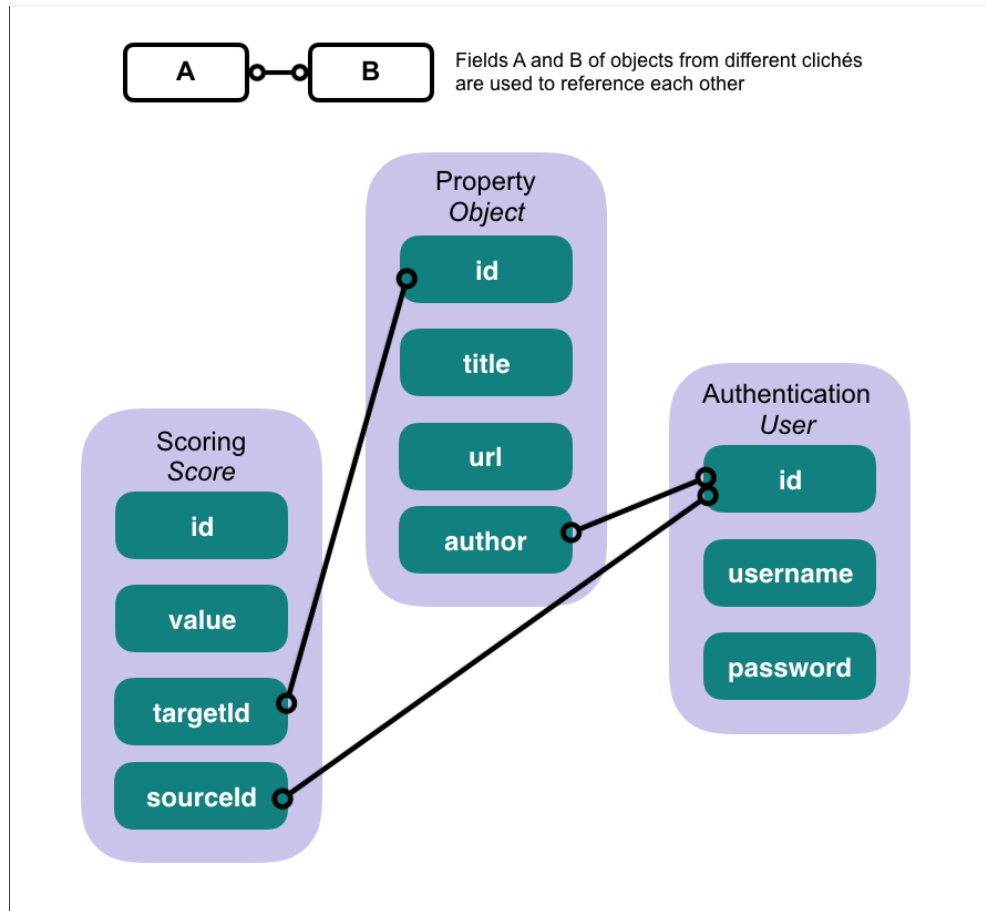 A
B
Fields A and B of objects from different clichés
are used to reference each other
Property
Object
id
title
url
author
Authentication
User
id
username
password
Scoring
Score
id
value
targetId
sourceId